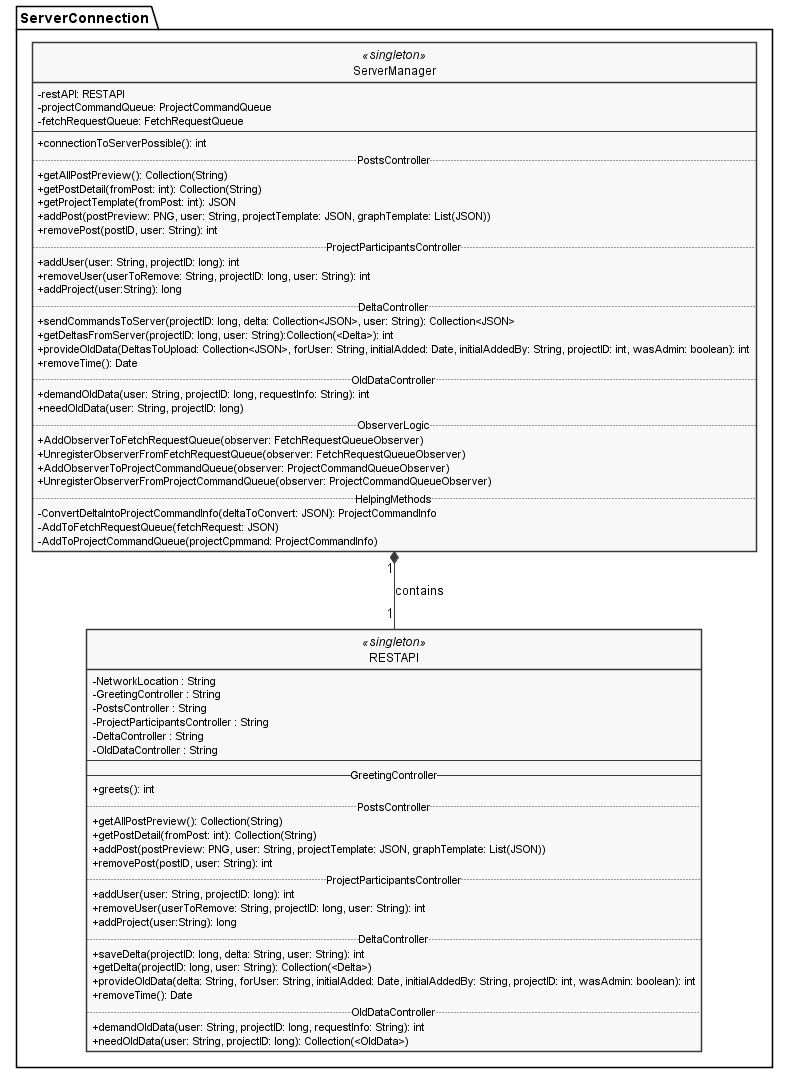 ServerConnection
«singleton»
ServerManager
-restAPI: RESTAPI
-projectCommandQueue: ProjectCommandQueue
-fetchRequestQueue: FetchRequestQueue
+connectionToServerPossible(): int
PostsController
+getAllPostPreview(): Collection(String)
+getPostDetail(fromPost: int): Collection(String)
+getProjectTemplate(fromPost: int): JSON
+addPost(postPreview: PNG, user: String, projectTemplate: JSON, graphTemplate: List(JSON))
+removePost(postID, user: String): int
ProjectParticipantsController
+addUser(user: String, projectID: long): int
+removeUser(userToRemove: String, projectID: long, user: String): int
+addProject(user:String): long
DeltaController
+sendCommandsToServer(projectID: long, delta: Collection<JSON>, user: String): Collection<JSON>
+getDeltasFromServer(projectID: long, user: String):Collection(<Delta>): int
+provideOldData(DeltasToUpload: Collection<JSON>, forUser: String, initialAdded: Date, initialAddedBy: String, projectID: int, wasAdmin: boolean): int
+removeTime(): Date
OldDataController
+demandOldData(user: String, projectID: long, requestInfo: String): int
+needOldData(user: String, projectID: long)
ObserverLogic
+AddObserverToFetchRequestQueue(observer: FetchRequestQueueObserver)
+UnregisterObserverFromFetchRequestQueue(observer: FetchRequestQueueObserver)
+AddObserverToProjectCommandQueue(observer: ProjectCommandQueueObserver)
+UnregisterObserverFromProjectCommandQueue(observer: ProjectCommandQueueObserver)
HelpingMethods
-ConvertDeltaIntoProjectCommandInfo(deltaToConvert: JSON): ProjectCommandInfo
-AddToFetchRequestQueue(fetchRequest: JSON)
-AddToProjectCommandQueue(projectCpmmand: ProjectCommandInfo)
1
contains
1
«singleton»
RESTAPI
-NetworkLocation : String
-GreetingController : String
-PostsController : String
-ProjectParticipantsController : String
-DeltaController : String
-OldDataController : String
GreetingController
+greets(): int
PostsController
+getAllPostPreview(): Collection(String)
+getPostDetail(fromPost: int): Collection(String)
+addPost(postPreview: PNG, user: String, projectTemplate: JSON, graphTemplate: List(JSON))
+removePost(postID, user: String): int
ProjectParticipantsController
+addUser(user: String, projectID: long): int
+removeUser(userToRemove: String, projectID: long, user: String): int
+addProject(user:String): long
DeltaController
+saveDelta(projectID: long, delta: String, user: String): int
+getDelta(projectID: long, user: String): Collection(<Delta>)
+provideOldData(delta: String, forUser: String, initialAdded: Date, initialAddedBy: String, projectID: int, wasAdmin: boolean): int
+removeTime(): Date
OldDataController
+demandOldData(user: String, projectID: long, requestInfo: String): int
+needOldData(user: String, projectID: long): Collection(<OldData>)